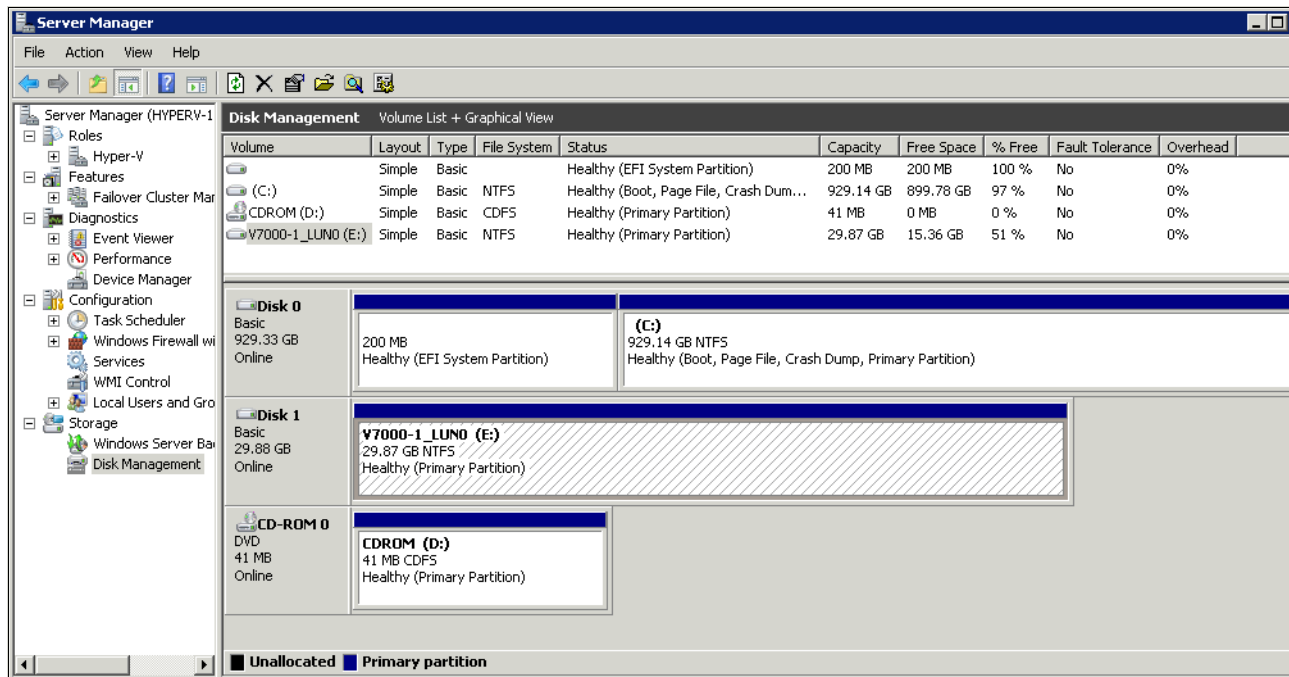 Server Manager
File Action View Help
Server Manager (HYPERV-1
Roles
Hyper-V
Features
Failover Cluster Mar
Diagnostics
Event Viewer
Performance
Device Manager
Configuration
Task Scheduler
Windows Firewall wi
Services
WMI Control
Local Users and Gro
Storage
Windows Server Ba
Disk Management
Disk Management Volume List + Graphical View
Volume Layout Type File System Status Capacity Free Space % Free Fault Tolerance Overhead
Simple Basic Healthy (EFI System Partition) 200 MB 200 MB 100 % No 0%
(C:) Simple Basic NTFS Healthy (Boot, Page File, Crash Dum... 929.14 GB 899.78 GB 97 % No 0%
CDROM (D:) Simple Basic CDFS Healthy (Primary Partition) 41 MB 0 MB 0 % No 0%
V7000-1_LUN0 (E:) Simple Basic NTFS Healthy (Primary Partition) 29.87 GB 15.36 GB 51 % No 0%
Disk 0
Basic
929.33 GB
Online
200 MB
Healthy (EFI System Partition)
(C:)
929.14 GB NTFS
Healthy (Boot, Page File, Crash Dump, Primary Partition)
Disk 1
Basic
29.88 GB
Online
V7000-1_LUN0 (E:)
29.87 GB NTFS
Healthy (Primary Partition)
CD-ROM 0
DVD
41 MB
Online
CDROM (D:)
41 MB CDFS
Healthy (Primary Partition)
Unallocated Primary partition